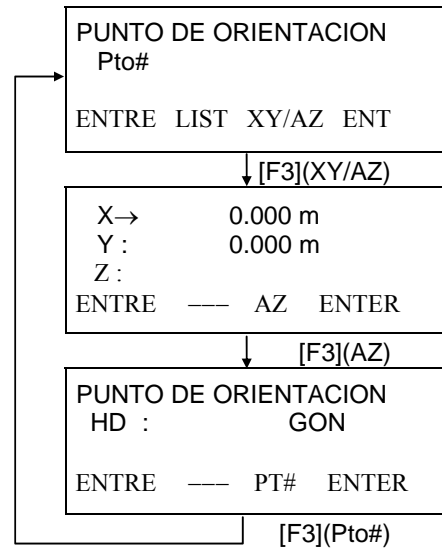 PUNTO DE ORIENTACION
Pto#
ENTRE LIST XY/AZ ENT
[F3](XY/AZ)
X→ 0.000 m
Y : 0.000 m
Z :
ENTRE --- AZ ENTER
[F3](AZ)
PUNTO DE ORIENTACION
HD : GON
ENTRE --- PT# ENTER
[F3](Pto#)